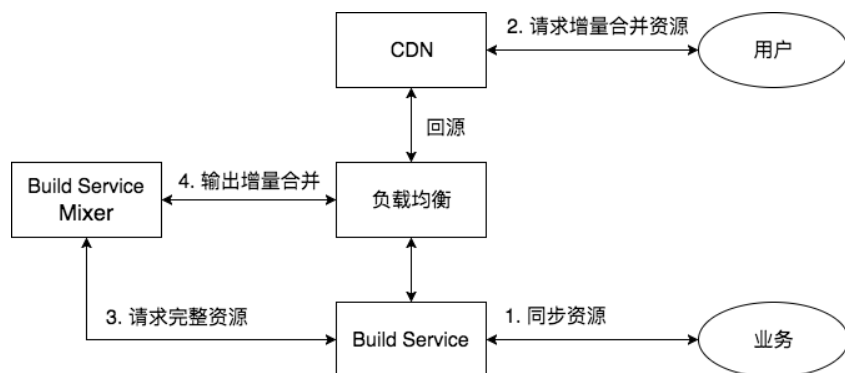 CDN
2. 请求增量合并资源
用户
回源
Build Service
Mixer
4. 输出增量合并
负载均衡
3. 请求完整资源
Build Service
1. 同步资源
业务